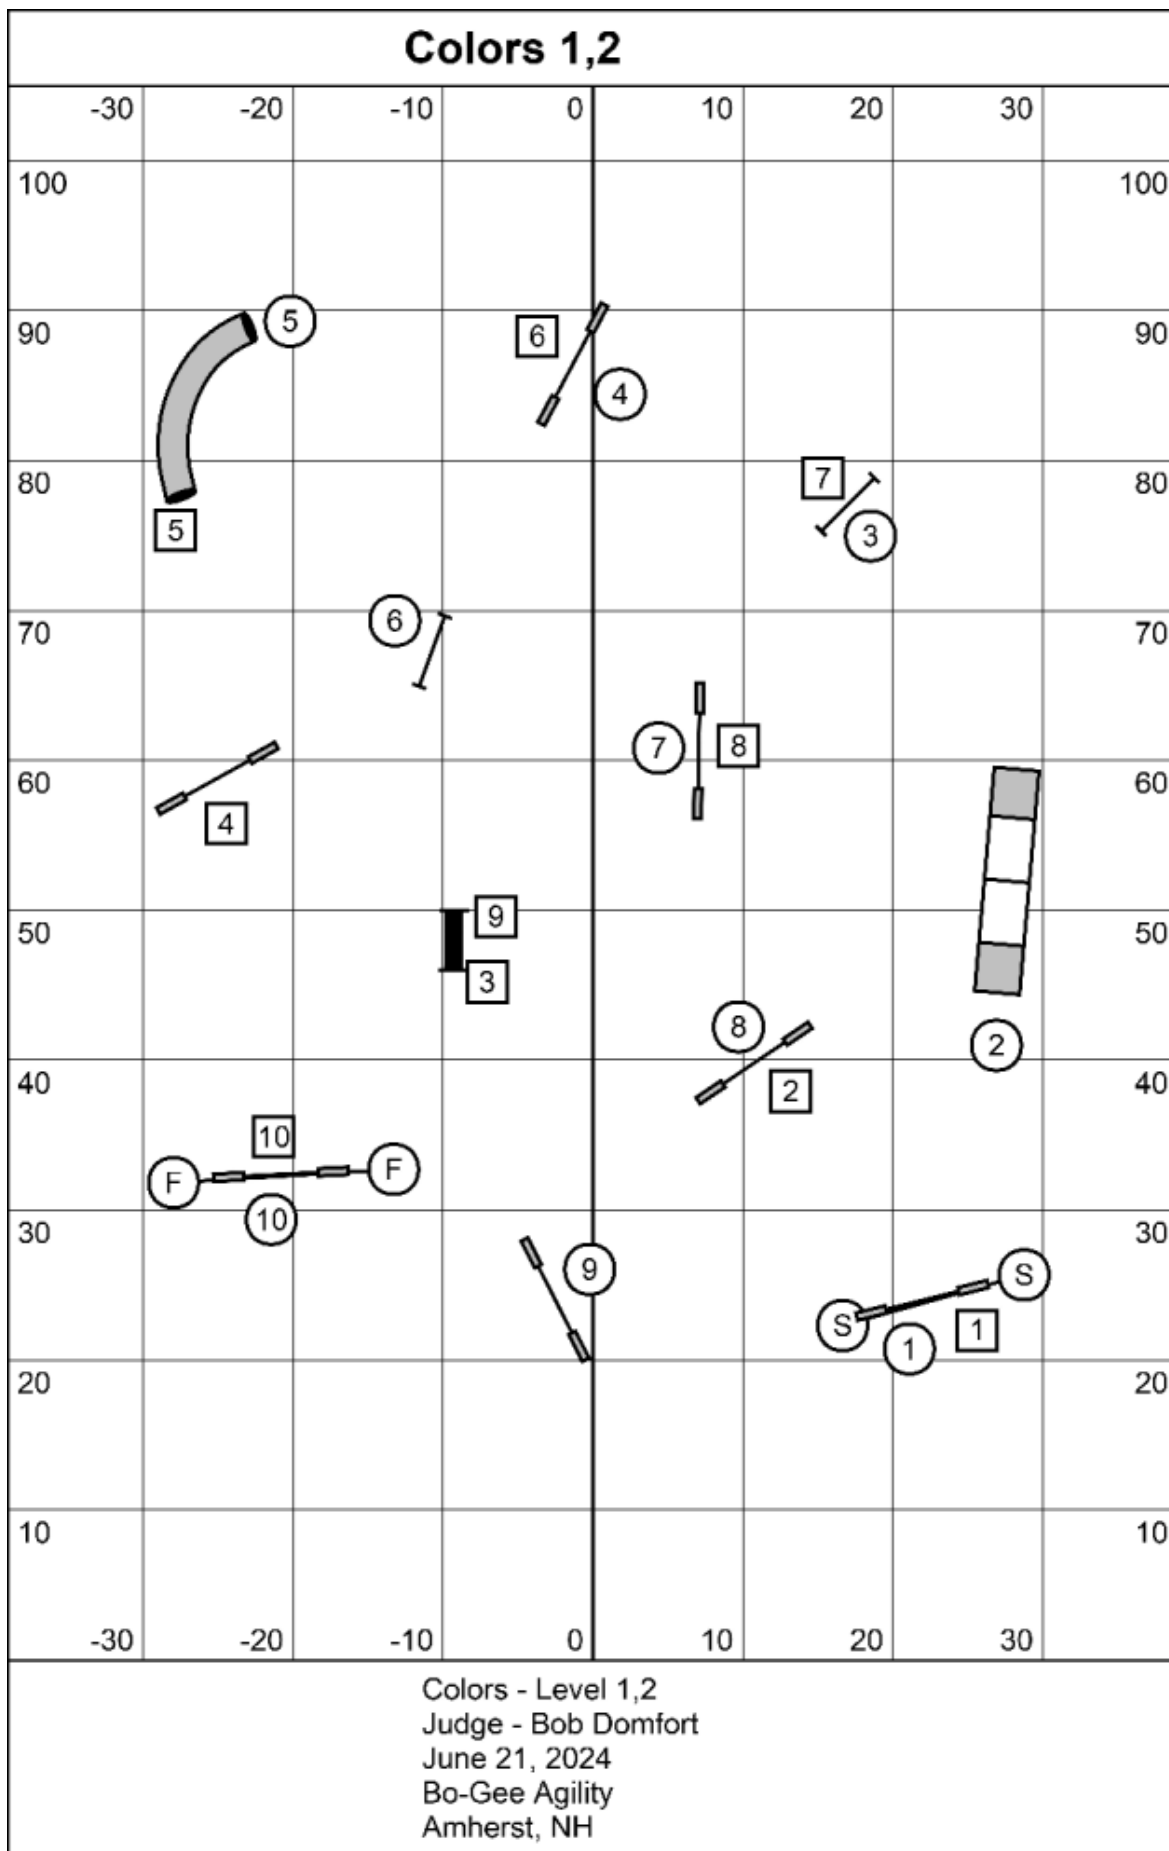 Colors 1,2
-30 -20 -10 0 10 20 30
100 100
90 5 6 90
4
80 7 80
5 3
70 6 70
7 8
60 60
4
50 9 50
3
8 2
40 2 40
10
F F
10
30 9 30
S
S 1 1
20 20
10 10
-30 -20 -10 0 10 20 30
Colors - Level 1,2
Judge - Bob Domfort
June 21, 2024
Bo-Gee Agility
Amherst, NH